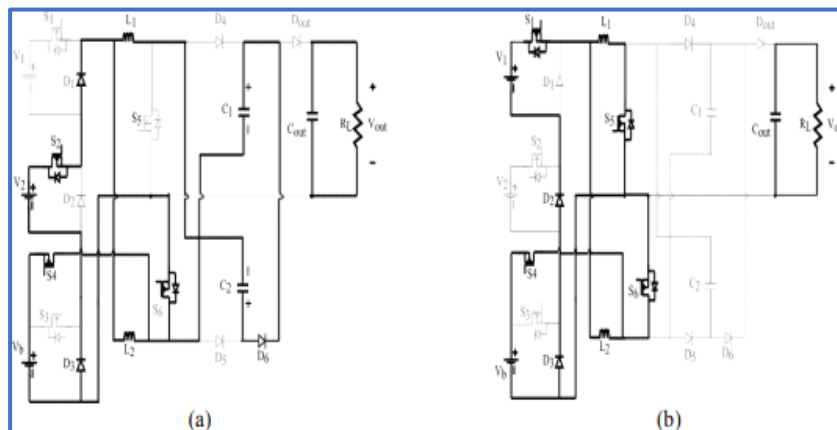 S1 L1 D4 Dout
V1 D1 + +
S5 C1
S2 Cout RL Vout
V2 + D2 -
S4 S6 C2
S3 +
Vb + D3 L2 D5 D6
(a)
S1 L1 D4 Dout
V1 + D1 +
S5 C1
S2 Cout RL Vo
V2 + D2 -
S4 S6 C2
S3
Vb + D3 L2 D5 D6
(b)